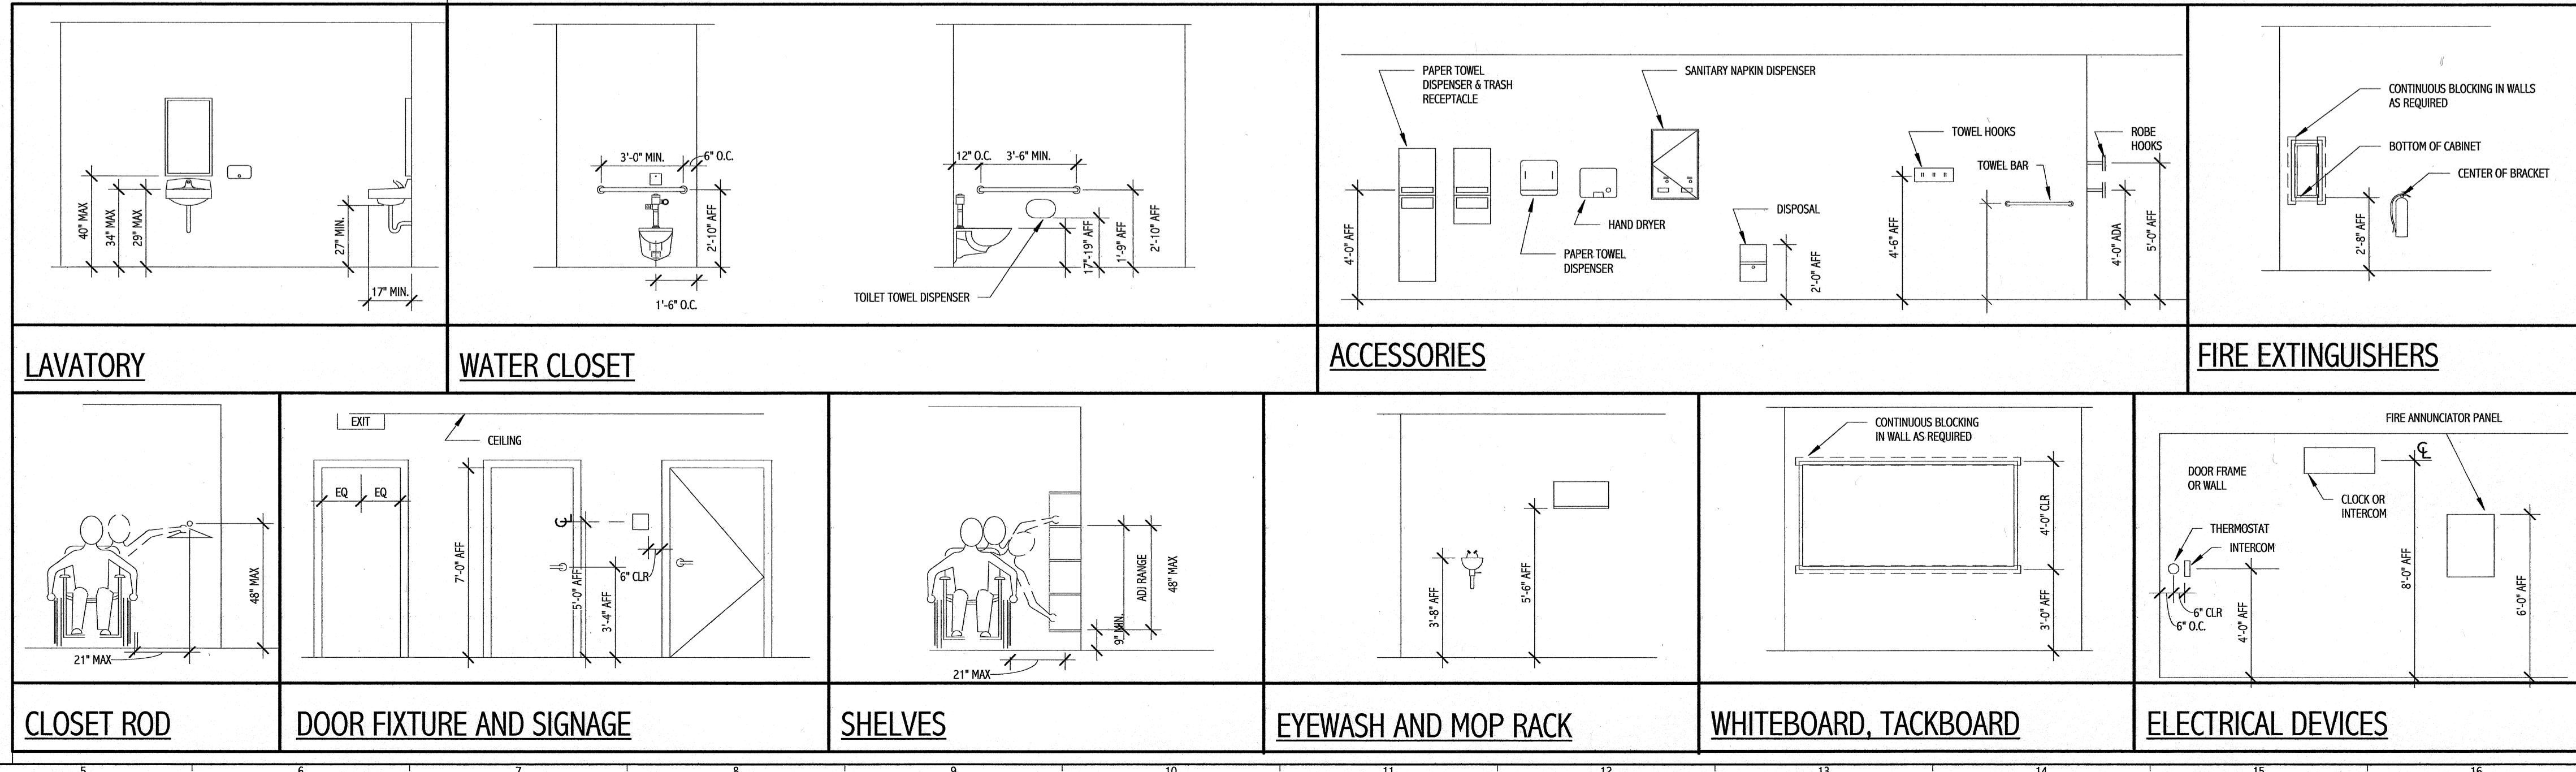 40" MAX
34" MAX
29" MAX
27" MIN.
17" MIN.
LAVATORY
3'-0" MIN.
6" O.C.
2'-10" AFF
1'-6" O.C.
12" O.C.
3'-6" MIN.
17"-19" AFF
1'-9" AFF
2'-10" AFF
TOILET TOWEL DISPENSER
WATER CLOSET
PAPER TOWEL
DISPENSER & TRASH
RECEPTACLE
SANITARY NAPKIN DISPENSER
TOWEL HOOKS
ROBE
HOOKS
TOWEL BAR
DISPOSAL
HAND DRYER
PAPER TOWEL
DISPENSER
4'-0" AFF
2'-0" AFF
4'-6" AFF
4'-0" ADA
5'-0" AFF
ACCESSORIES
CONTINUOUS BLOCKING IN WALLS
AS REQUIRED
BOTTOM OF CABINET
CENTER OF BRACKET
2'-8" AFF
FIRE EXTINGUISHERS
48" MAX
21" MAX
CLOSET ROD
EXIT
CEILING
EQ
EQ
7'-0" AFF
5'-0" AFF
3'-4" AFF
6" CLR
DOOR FIXTURE AND SIGNAGE
ADJ RANGE
48" MAX
9" MIN.
21" MAX
SHELVES
3'-8" AFF
5'-6" AFF
EYEWASH AND MOP RACK
CONTINUOUS BLOCKING
IN WALL AS REQUIRED
4'-0" CLR
3'-0" AFF
WHITEBOARD, TACKBOARD
FIRE ANNUNCIATOR PANEL
DOOR FRAME
OR WALL
CLOCK OR
INTERCOM
THERMOSTAT
INTERCOM
6" CLR
6" O.C.
4'-0" AFF
8'-0" AFF
6'-0" AFF
ELECTRICAL DEVICES
5 6 7 8 9 10 11 12 13 14 15 16